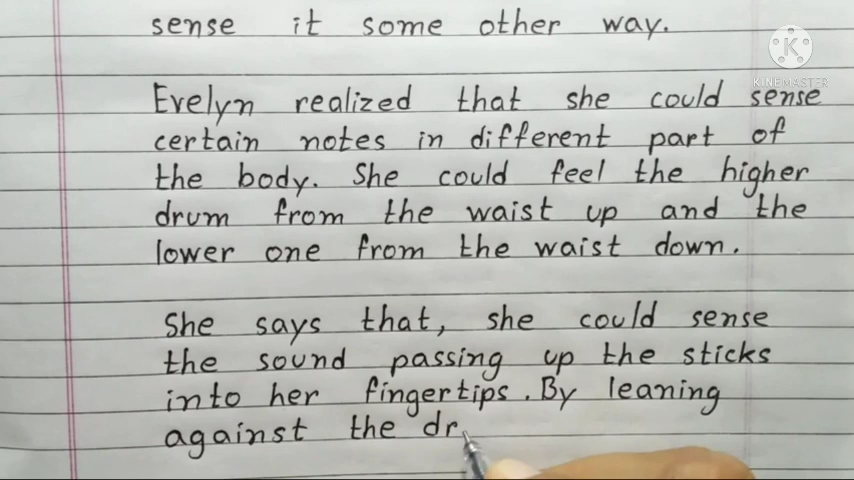 sense it some other way.
KINEMASTER
Evelyn realized that she could sense
certain notes in different part of
the body. She could feel the higher
drum from the waist up and the
lower one from the waist down.
She says that, she could sense
the sound passing up the sticks
into her fingertips. By leaning
against the dr